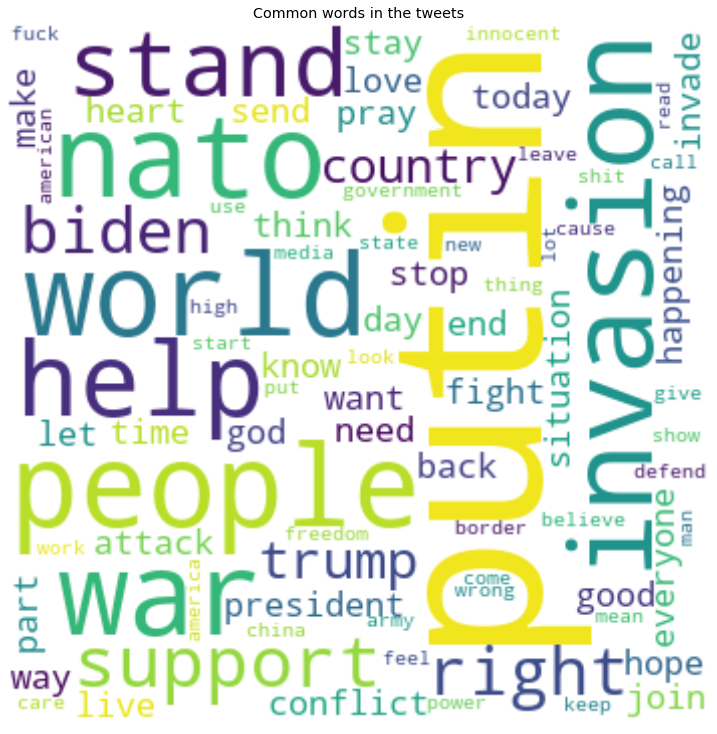 Common words in the tweets
fuck
stand
stay
innocent
putin
invasion
make
love
today
invade
read
heart
send
pray
american
nato
country
leave
call
shit
government
use
biden
think
state
new
lot
cause
happening
media
world
high
stop
thing
day
end
situation
start
help
know
look
put
want
fight
give
let
time
god
need
show
people
back
defend
border
believe
everyone
man
work
attack
freedom
trump
come
wrong
good
mean
war
america
president
army
china
part
support
feel
right
hope
way
care
live
conflict
power
keep
join